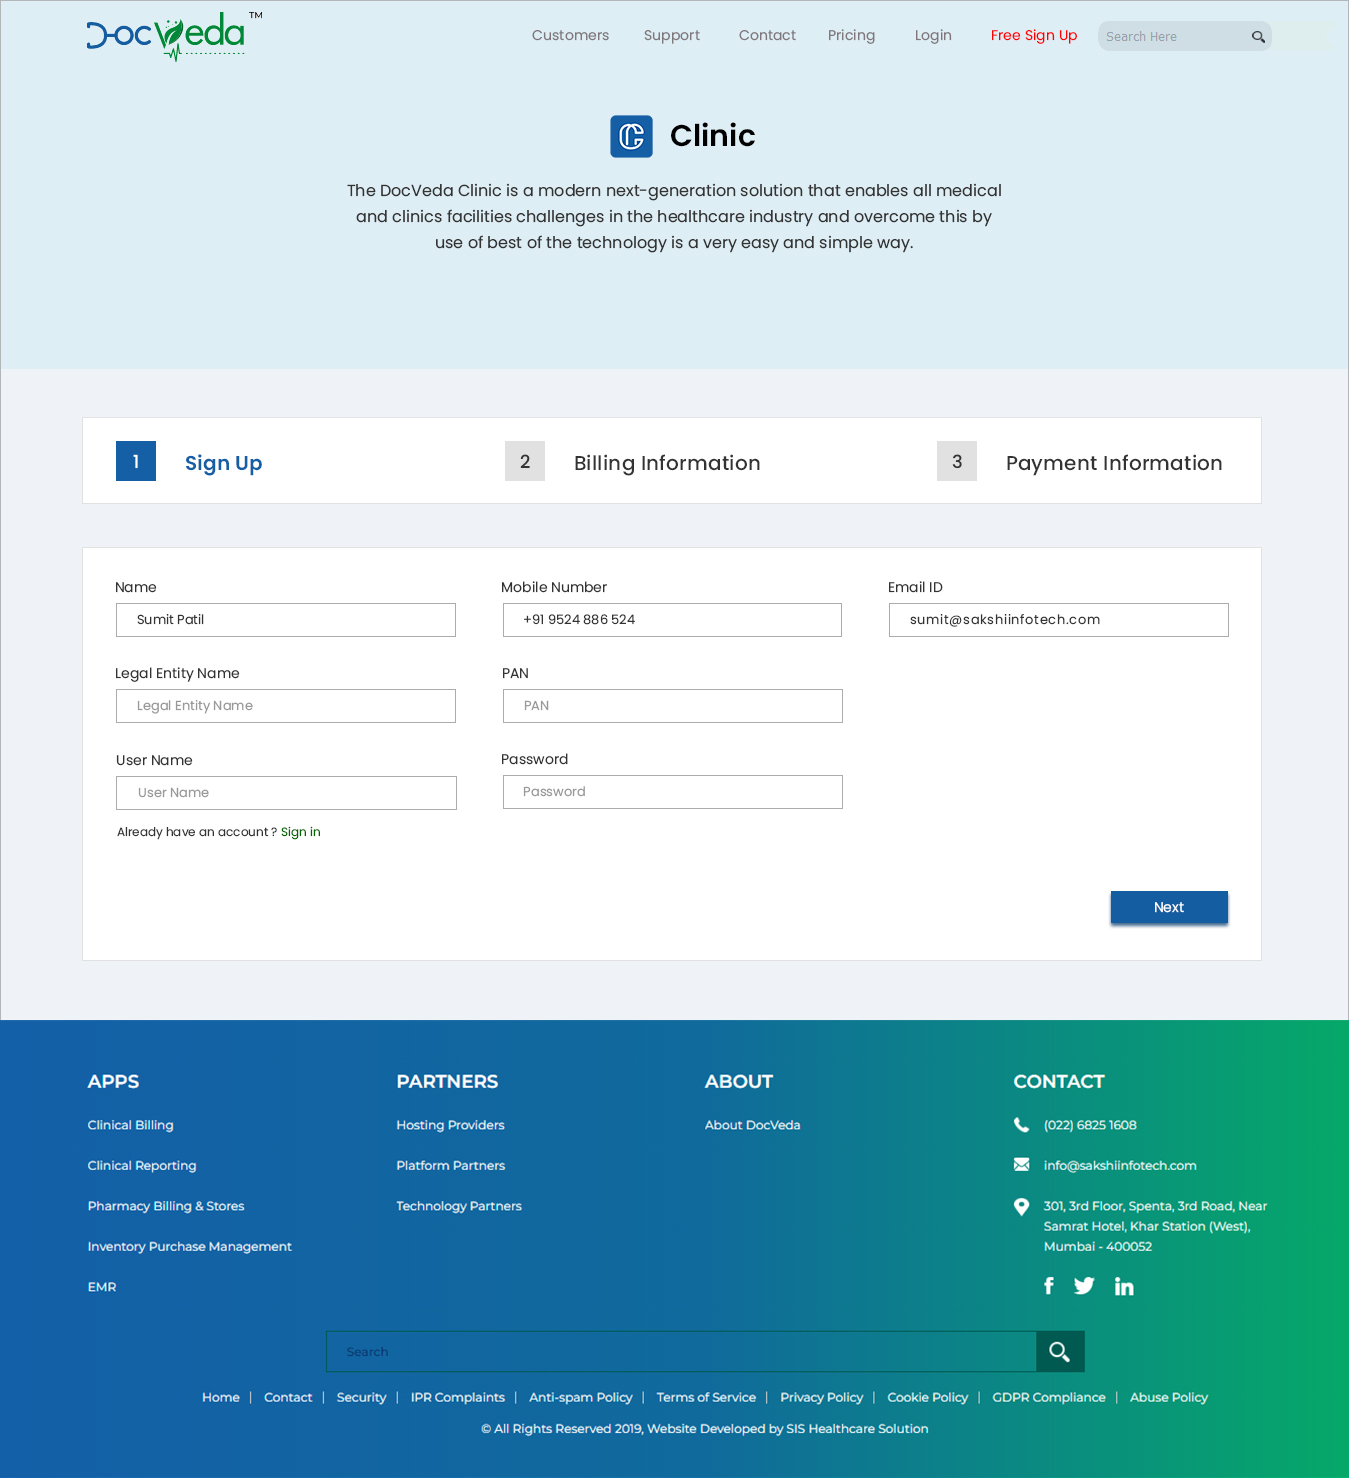 DocVeda ™
Customers Support Contact Pricing Login Free Sign Up Search Here
Clinic
The DocVeda Clinic is a modern next-generation solution that enables all medical
and clinics facilities challenges in the healthcare industry and overcome this by
use of best of the technology is a very easy and simple way.
1 Sign Up 2 Billing Information 3 Payment Information
Name Mobile Number Email ID
Sumit Patil +91 9524 886 524 sumit@sakshiinfotech.com
Legal Entity Name PAN
Legal Entity Name PAN
User Name Password
User Name Password
Already have an account ? Sign in
Next
APPS PARTNERS ABOUT CONTACT
Clinical Billing Hosting Providers About DocVeda (022) 6825 1608
Clinical Reporting Platform Partners info@sakshiinfotech.com
Pharmacy Billing & Stores Technology Partners 301, 3rd Floor, Spenta, 3rd Road, Near
Samrat Hotel, Khar Station (West),
Inventory Purchase Management Mumbai - 400052
EMR
Search
Home | Contact | Security | IPR Complaints | Anti-spam Policy | Terms of Service | Privacy Policy | Cookie Policy | GDPR Compliance | Abuse Policy
© All Rights Reserved 2019, Website Developed by SIS Healthcare Solution